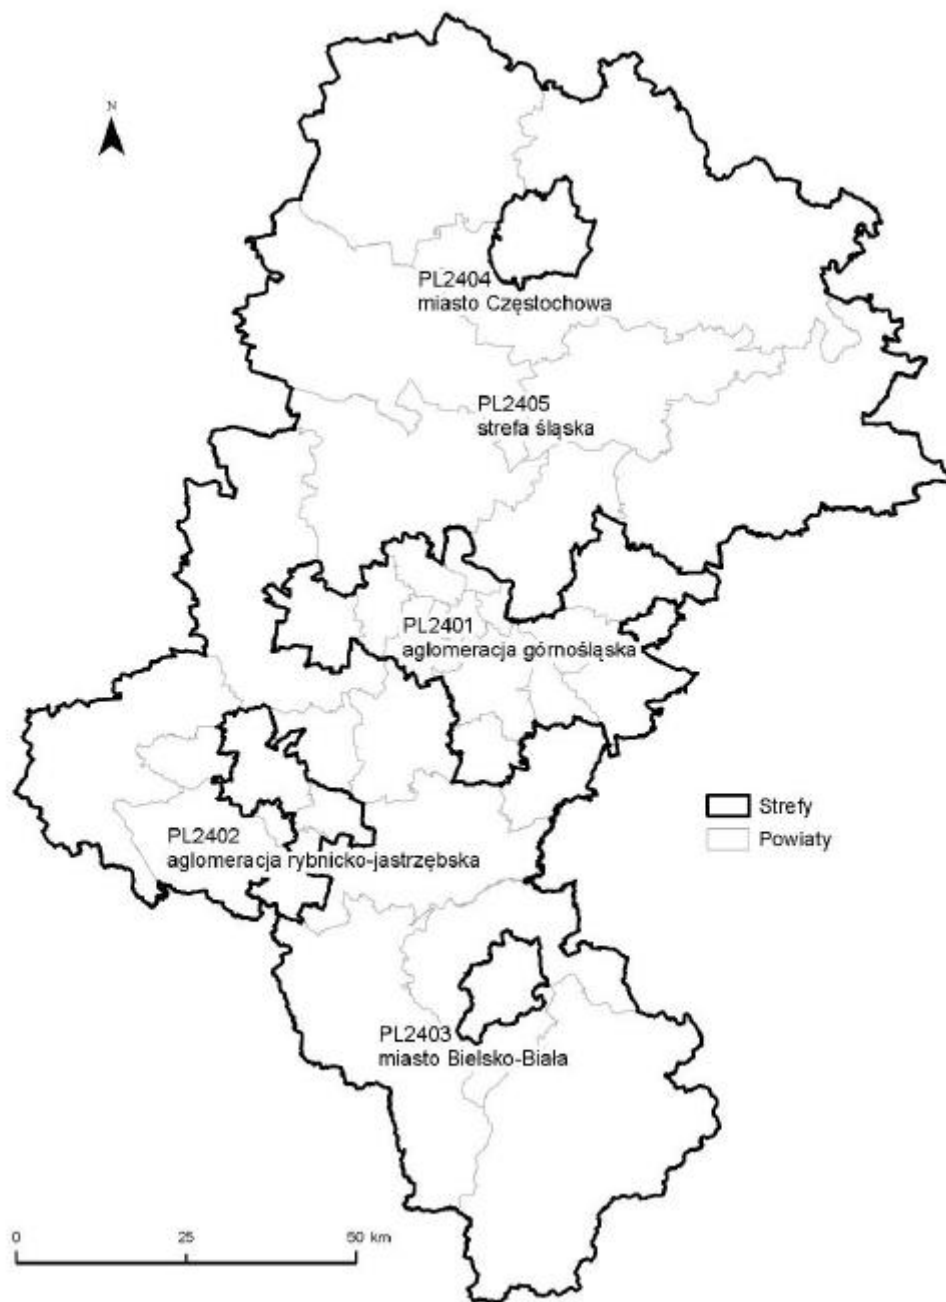 N
PL2404
miasto Częstochowa
PL2405
strefa śląska
PL2401
aglomeracja górnośląska
Strefy
Powiaty
PL2402
aglomeracja rybnicko-jastrzębska
PL2403
miasto Bielsko-Biała
0 25 50 km